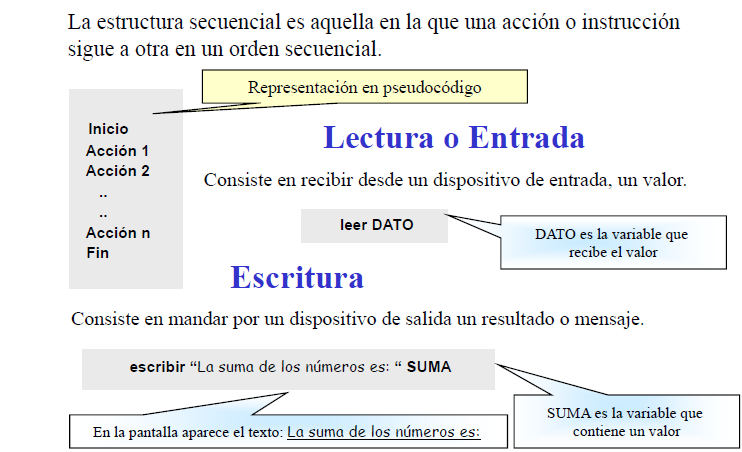 La estructura secuencial es aquella en la que una acción o instrucción
sigue a otra en un orden secuencial.
Representación en pseudocódigo
Inicio
Acción 1
Acción 2
..
..
Acción n
Fin
Lectura o Entrada
Consiste en recibir desde un dispositivo de entrada, un valor.
leer DATO
DATO es la variable que
recibe el valor
Escritura
Consiste en mandar por un dispositivo de salida un resultado o mensaje.
escribir “La suma de los números es: “ SUMA
SUMA es la variable que
contiene un valor
En la pantalla aparece el texto: La suma de los números es: